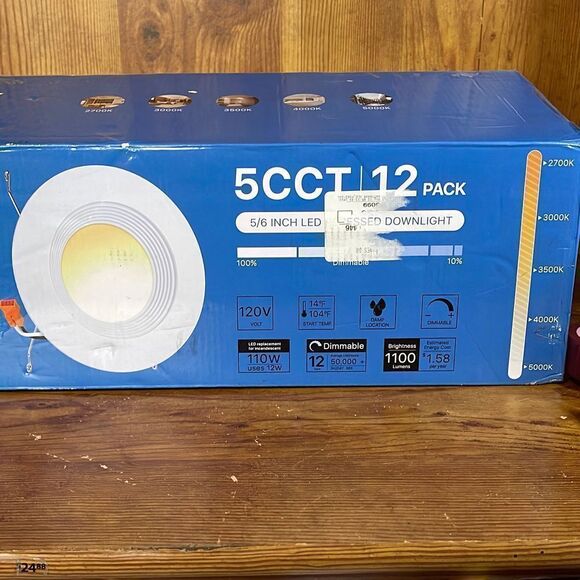 2700K 3000K 3500K 4000K 5000K
5CCT | 12 PACK
5/6 INCH LED ESSED DOWNLIGHT
100% Dimmable 10%
2700K
3000K
3500K
4000K
5000K
120V
VOLT
14°F
104°F
START TEMP.
DAMP
LOCATION
DIMMABLE
LED replacement
for incandescent
110W
uses 12W
Dimmable
12
50,000
Brightness
1100
Lumens
Estimated
Energy Cost
$1.58
per year
$24⁸⁸